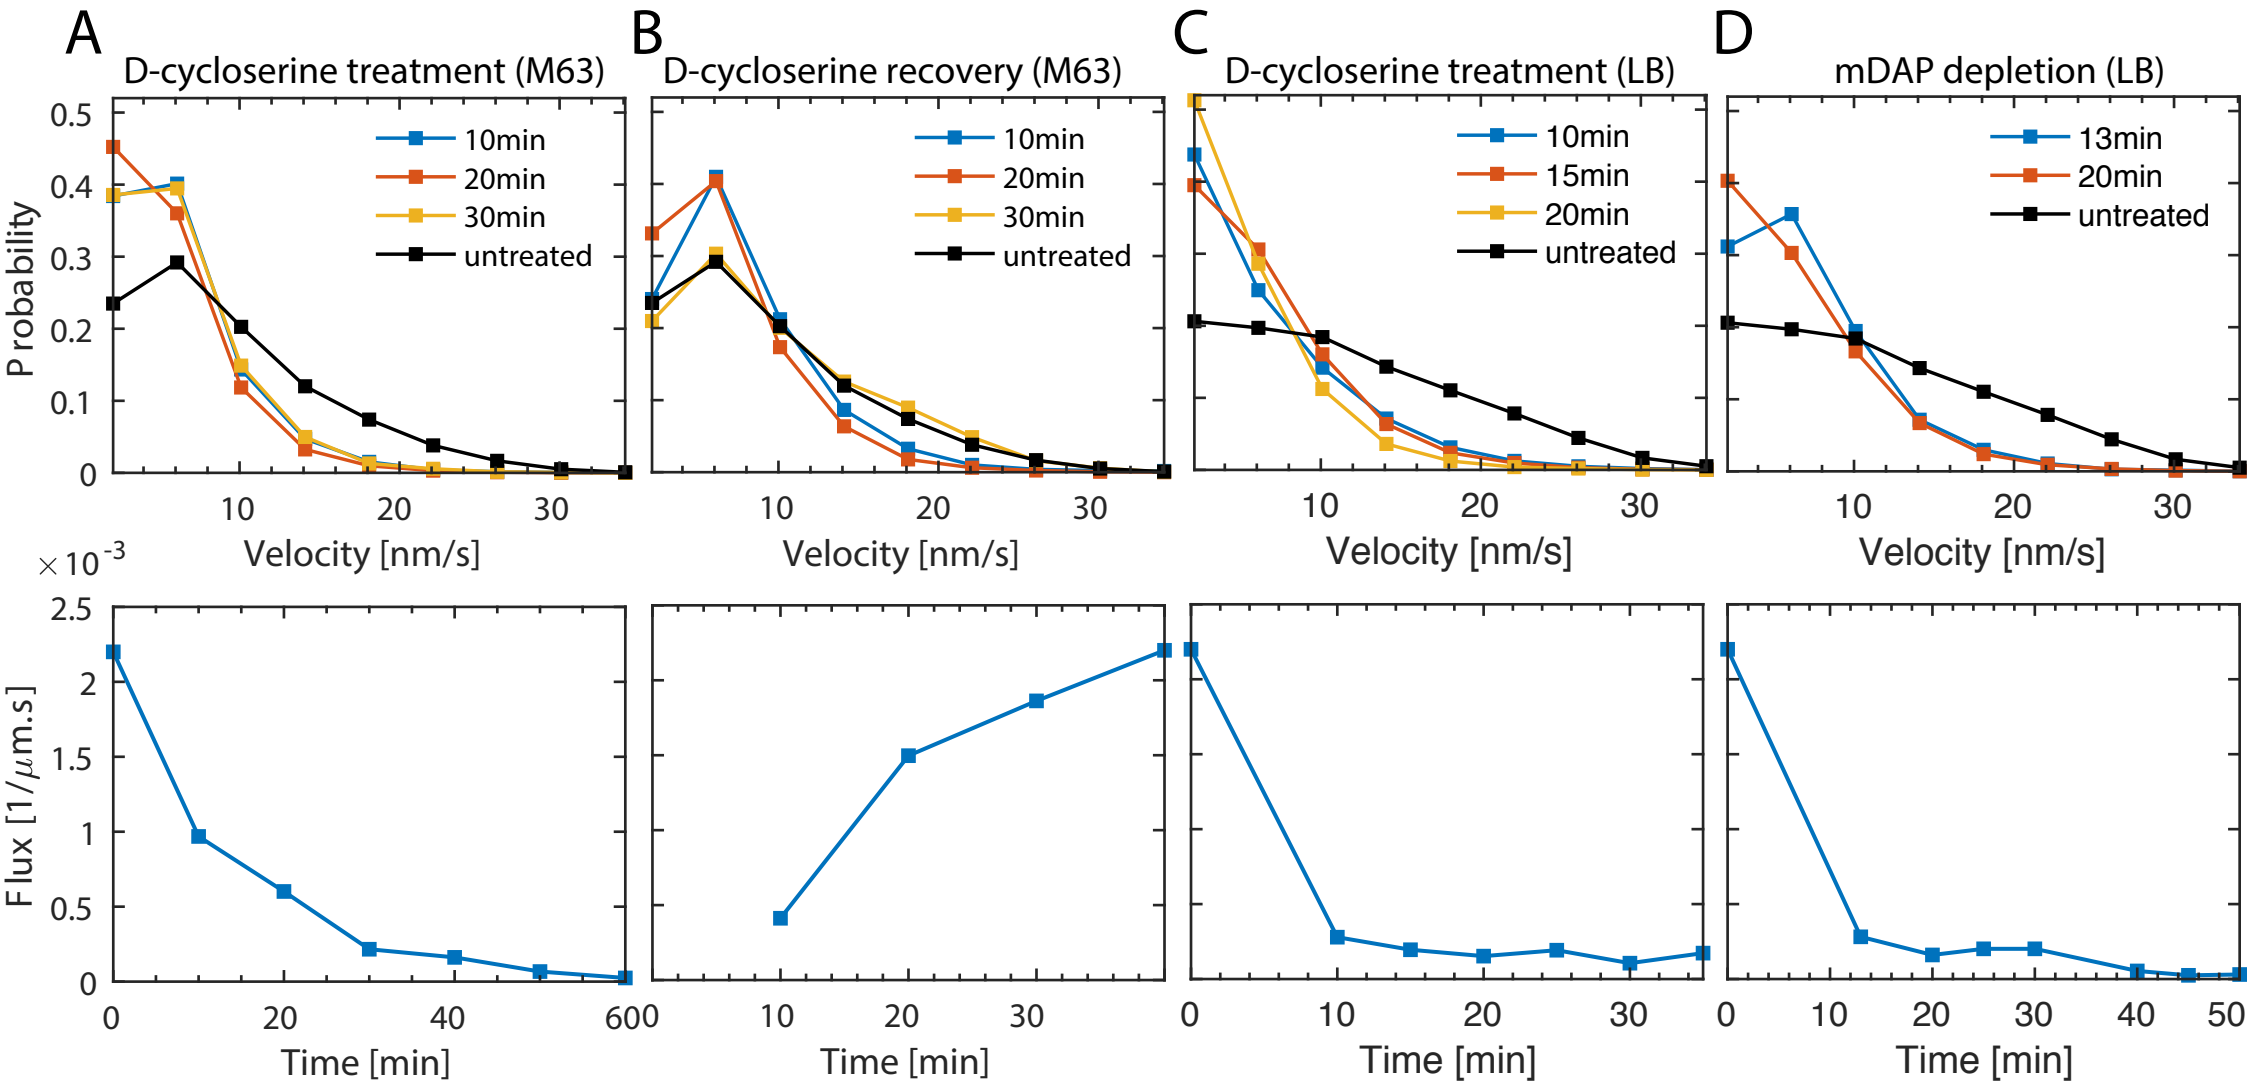 A
B
C
D
D-cycloserine treatment (M63)
D-cycloserine recovery (M63)
D-cycloserine treatment (LB)
mDAP depletion (LB)
Probability
0.5
0.4
0.3
0.2
0.1
0
10min
20min
30min
untreated
10min
20min
30min
untreated
10min
15min
20min
untreated
13min
20min
untreated
10 20 30
10 20 30
10 20 30
10 20 30
Velocity [nm/s]
Velocity [nm/s]
Velocity [nm/s]
Velocity [nm/s]
×10-3
Flux [1/μm.s]
2.5
2
1.5
1
0.5
0
0 20 40 60
0 10 20 30
0 10 20 30
0 10 20 30 40 50
Time [min]
Time [min]
Time [min]
Time [min]